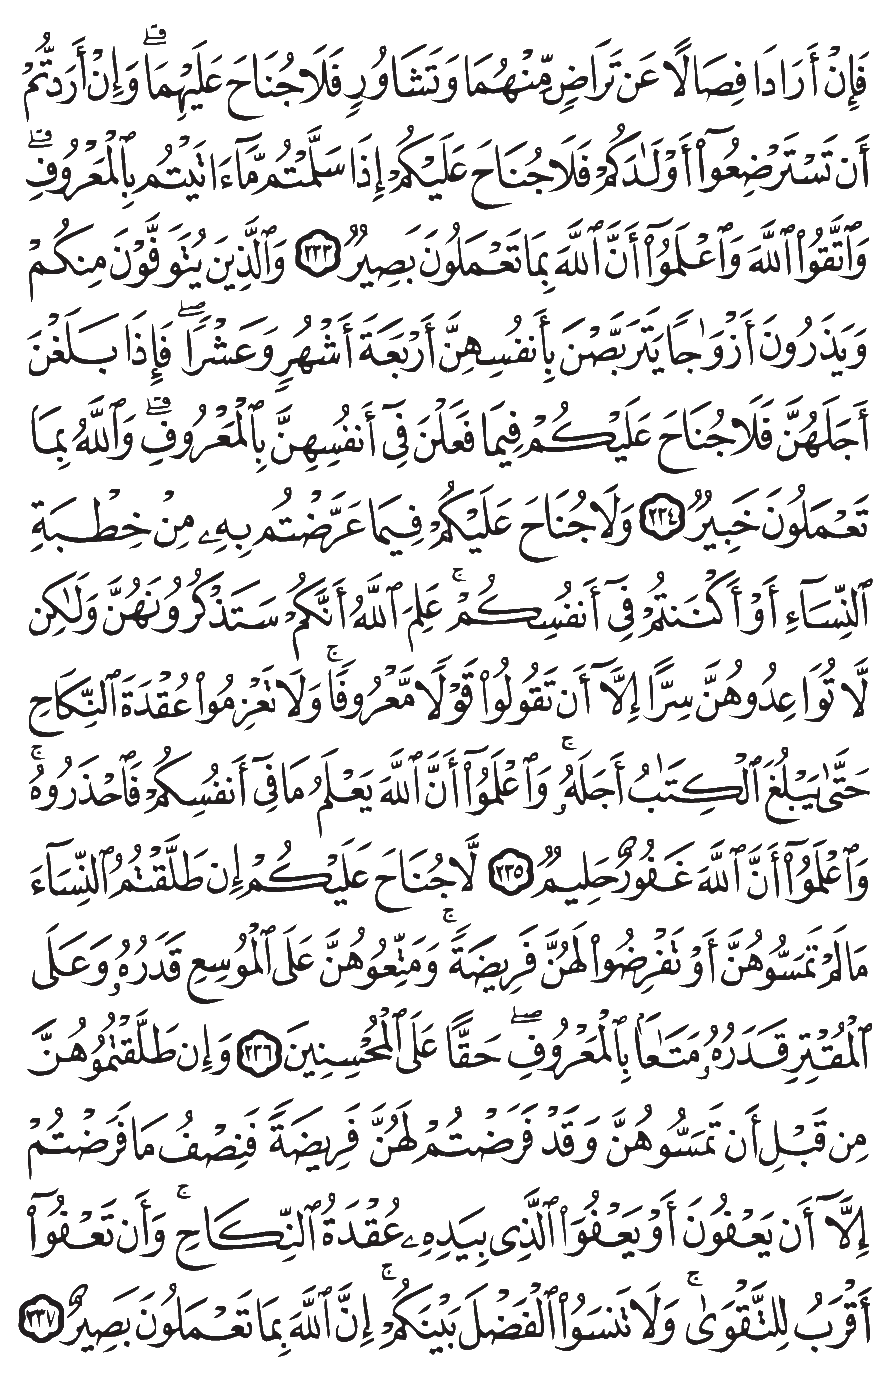 فَإِنْ أَرَادَا فِصَالًا عَن تَرَاضٍ مِّنْهُمَا وَتَشَاوُرٍ فَلَا جُنَاحَ عَلَيْهِمَا ۗ وَإِنْ أَرَدتُّمْ
أَن تَسْتَرْضِعُوٓا۟ أَوْلَـٰدَكُمْ فَلَا جُنَاحَ عَلَيْكُمْ إِذَا سَلَّمْتُم مَّآ ءَاتَيْتُم بِٱلْمَعْرُوفِ ۗ
وَٱتَّقُوا۟ ٱللَّهَ وَٱعْلَمُوٓا۟ أَنَّ ٱللَّهَ بِمَا تَعْمَلُونَ بَصِيرٌ ٢٣٣ وَٱلَّذِينَ يُتَوَفَّوْنَ مِنكُمْ
وَيَذَرُونَ أَزْوَٰجًا يَتَرَبَّصْنَ بِأَنفُسِهِنَّ أَرْبَعَةَ أَشْهُرٍ وَعَشْرًا ۖ فَإِذَا بَلَغْنَ
أَجَلَهُنَّ فَلَا جُنَاحَ عَلَيْكُمْ فِيمَا فَعَلْنَ فِىٓ أَنفُسِهِنَّ بِٱلْمَعْرُوفِ ۗ وَٱللَّهُ بِمَا
تَعْمَلُونَ خَبِيرٌ ٢٣٤ وَلَا جُنَاحَ عَلَيْكُمْ فِيمَا عَرَّضْتُم بِهِۦ مِنْ خِطْبَةِ
ٱلنِّسَآءِ أَوْ أَكْنَنتُمْ فِىٓ أَنفُسِكُمْ ۚ عَلِمَ ٱللَّهُ أَنَّكُمْ سَتَذْكُرُونَهُنَّ وَلَـٰكِن
لَّا تُوَاعِدُوهُنَّ سِرًّا إِلَّآ أَن تَقُولُوا۟ قَوْلًا مَّعْرُوفًا ۚ وَلَا تَعْزِمُوا۟ عُقْدَةَ ٱلنِّكَاحِ
حَتَّىٰ يَبْلُغَ ٱلْكِتَـٰبُ أَجَلَهُۥ ۚ وَٱعْلَمُوٓا۟ أَنَّ ٱللَّهَ يَعْلَمُ مَا فِىٓ أَنفُسِكُمْ فَٱحْذَرُوهُ ۚ
وَٱعْلَمُوٓا۟ أَنَّ ٱللَّهَ غَفُورٌ حَلِيمٌ ٢٣٥ لَّا جُنَاحَ عَلَيْكُمْ إِن طَلَّقْتُمُ ٱلنِّسَآءَ
مَا لَمْ تَمَسُّوهُنَّ أَوْ تَفْرِضُوا۟ لَهُنَّ فَرِيضَةً ۚ وَمَتِّعُوهُنَّ عَلَى ٱلْمُوسِعِ قَدَرُهُۥ وَعَلَى
ٱلْمُقْتِرِ قَدَرُهُۥ مَتَـٰعًۢا بِٱلْمَعْرُوفِ ۖ حَقًّا عَلَى ٱلْمُحْسِنِينَ ٢٣٦ وَإِن طَلَّقْتُمُوهُنَّ
مِن قَبْلِ أَن تَمَسُّوهُنَّ وَقَدْ فَرَضْتُمْ لَهُنَّ فَرِيضَةً فَنِصْفُ مَا فَرَضْتُمْ
إِلَّآ أَن يَعْفُونَ أَوْ يَعْفُوَا۟ ٱلَّذِى بِيَدِهِۦ عُقْدَةُ ٱلنِّكَاحِ ۚ وَأَن تَعْفُوٓا۟
أَقْرَبُ لِلتَّقْوَىٰ ۚ وَلَا تَنسَوُا۟ ٱلْفَضْلَ بَيْنَكُمْ ۚ إِنَّ ٱللَّهَ بِمَا تَعْمَلُونَ بَصِيرٌ ٢٣٧